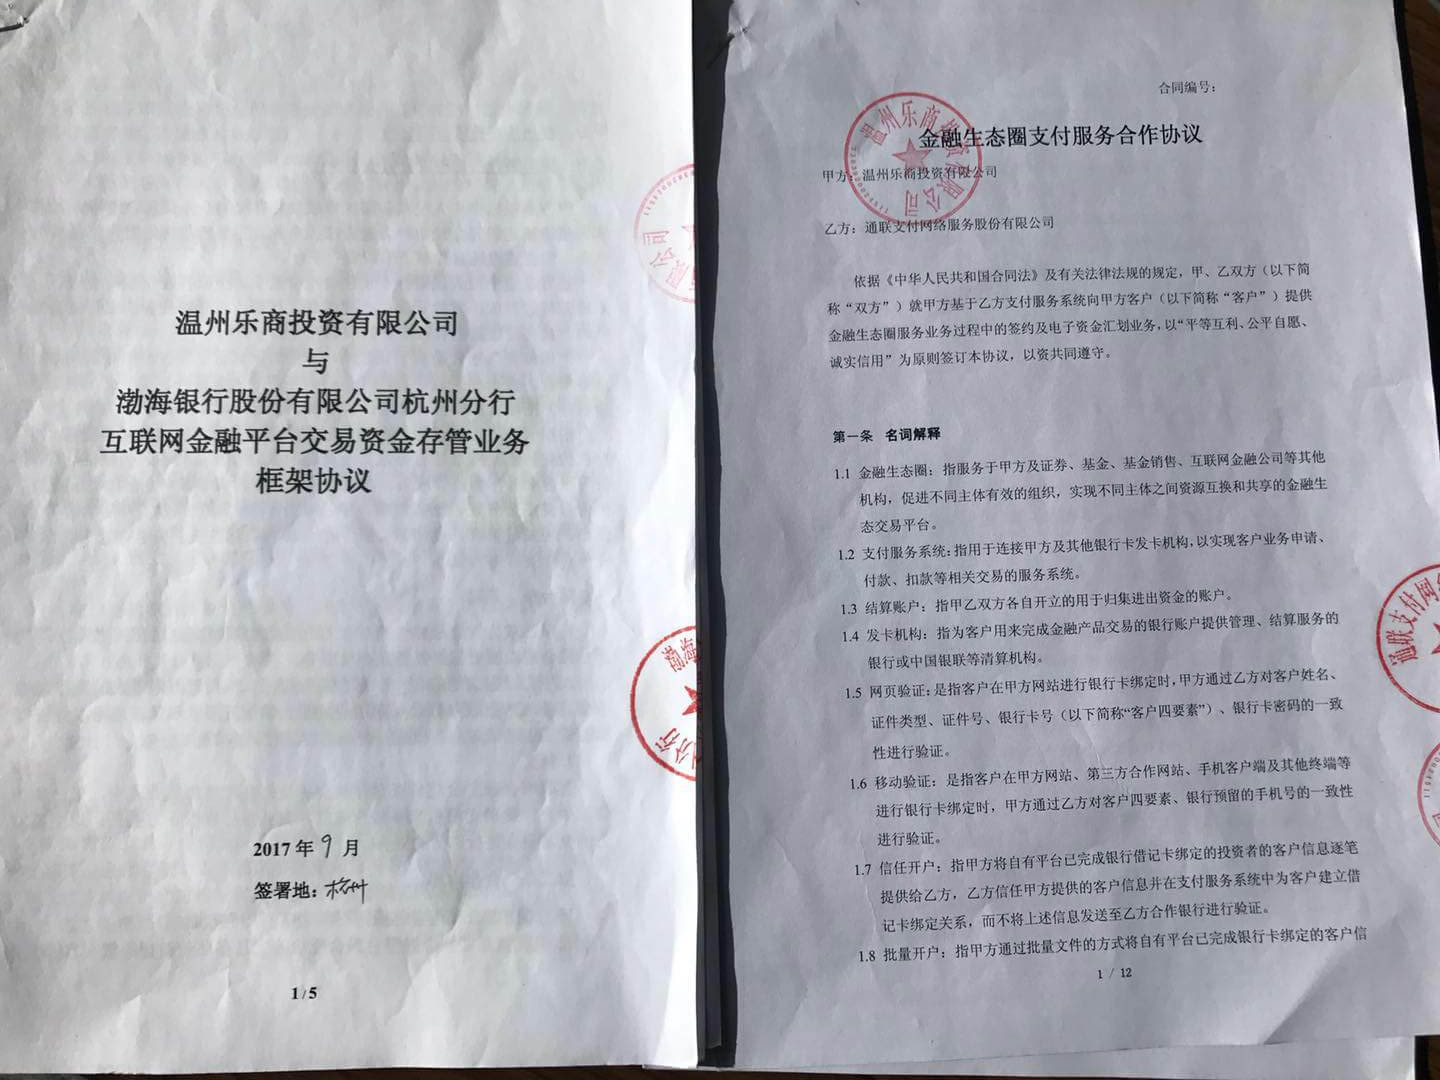 温州乐商投资有限公司
与
渤海银行股份有限公司杭州分行
互联网金融平台交易资金存管业务
框架协议
2017年9月
签署地：杭州
1/5
有限公司
渤海
分行
合同编号：
金融生态圈支付服务合作协议
甲方：温州乐商投资有限公司
乙方：通联支付网络服务股份有限公司
温州乐商投资有限公司
依据《中华人民共和国合同法》及有关法律法规的规定，甲、乙双方（以下简
称“双方”）就甲方基于乙方支付服务系统向甲方客户（以下简称“客户”）提供
金融生态圈服务业务过程中的签约及电子资金汇划业务，以“平等互利、公平自愿、
诚实信用”为原则签订本协议，以资共同遵守。
第一条 名词解释
1.1 金融生态圈：指服务于甲方及证券、基金、基金销售、互联网金融公司等其他
机构，促进不同主体有效的组织，实现不同主体之间资源互换和共享的金融生
态交易平台。
1.2 支付服务系统：指用于连接甲方及其他银行卡发卡机构，以实现客户业务申请、
付款、扣款等相关交易的服务系统。
1.3 结算账户：指甲乙双方各自开立的用于归集进出资金的账户。
1.4 发卡机构：指为客户用来完成金融产品交易的银行账户提供管理、结算服务的
银行或中国银联等清算机构。
1.5 网页验证：是指客户在甲方网站进行银行卡绑定时，甲方通过乙方对客户姓名、
证件类型、证件号、银行卡号（以下简称“客户四要素”）、银行卡密码的一致
性进行验证。
1.6 移动验证：是指客户在甲方网站、第三方合作网站、手机客户端及其他终端等
进行银行卡绑定时，甲方通过乙方对客户四要素、银行预留的手机号的一致性
进行验证。
1.7 信任开户：指甲方将自有平台已完成银行借记卡绑定的投资者的客户信息逐笔
提供给乙方，乙方信任甲方提供的客户信息并在支付服务系统中为客户建立借
记卡绑定关系，而不将上述信息发送至乙方合作银行进行验证。
1.8 批量开户：指甲方通过批量文件的方式将自有平台已完成银行卡绑定的客户信
1 / 12
通联支付网